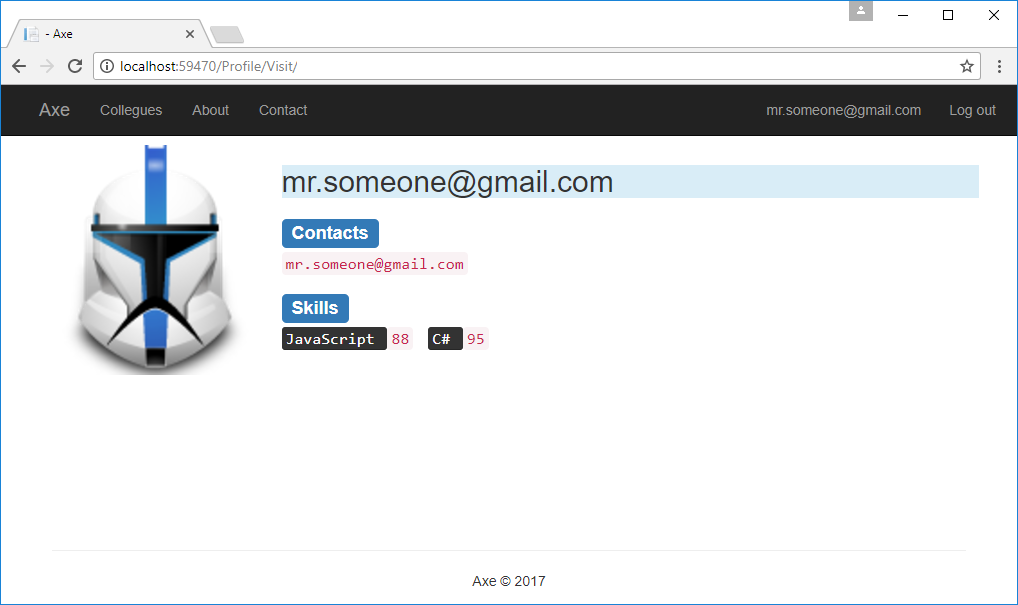 - Axe
localhost:59470/Profile/Visit/
Axe Collegues About Contact mr.someone@gmail.com Log out
mr.someone@gmail.com
Contacts
mr.someone@gmail.com
Skills
JavaScript 88 C# 95
Axe © 2017